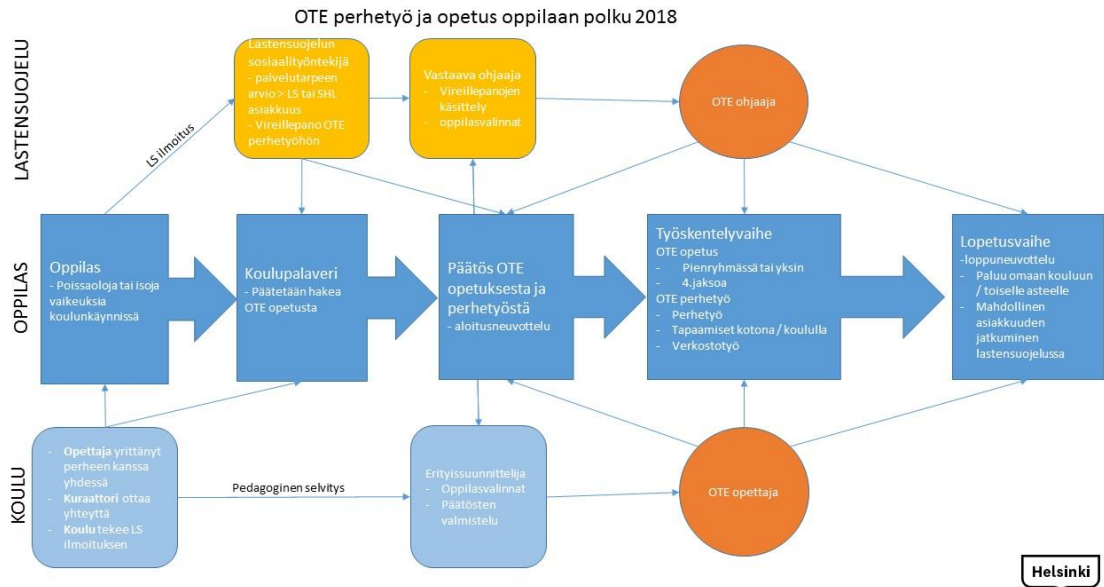 OTE perhetyö ja opetus oppilaan polku 2018
LASTENSUOJELU
Lastensuojelun
sosiaalityöntekijä
- palvelutarpeen
arvio > LS tai SHL
asiakkuus
- Vireillepano OTE
perhetyöhön
Vastaava ohjaaja
- Vireillepanojen
käsittely
- oppilasvalinnat
OTE ohjaaja
LS ilmoitus
OPPILAS
Oppilas
- Poissaoloja tai isoja
vaikeuksia
koulunkäynnissä
Koulupalaveri
- Päätetään hakea
OTE opetusta
Päätös OTE
opetuksesta ja
perhetyöstä
- aloitusneuvottelu
Työskentelyvaihe
OTE opetus
- Pienryhmässä tai yksin
- 4.jaksoa
OTE perhetyö
- Perhetyö
- Tapaamiset kotona / koululla
- Verkostotyö
Lopetusvaihe
-loppuneuvottelu
- Paluu omaan kouluun
/ toiselle asteelle
- Mahdollinen
asiakkuuden
jatkuminen
lastensuojelussa
KOULU
- Opettaja yrittänyt
perheen kanssa
yhdessä
- Kuraattori ottaa
yhteyttä
- Koulu tekee LS
ilmoituksen
Pedagoginen selvitys
Erityissuunnittelija
- Oppilasvalinnat
- Päätösten
valmistelu
OTE opettaja
Helsinki